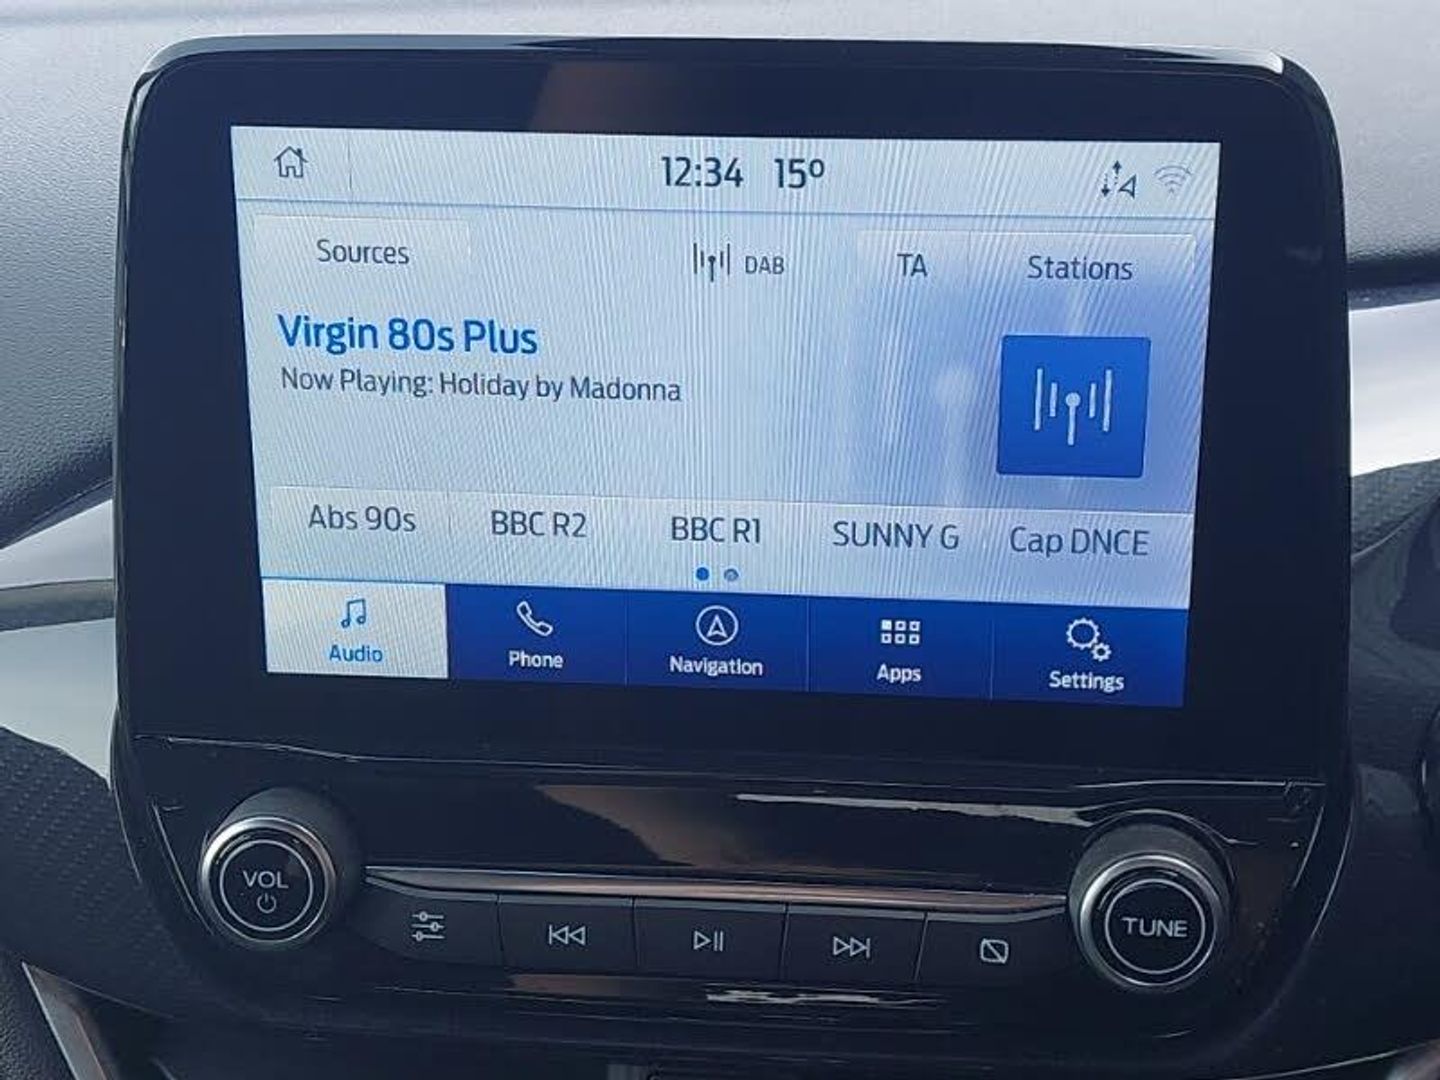 12:34 15°
Sources DAB TA Stations
Virgin 80s Plus
Now Playing: Holiday by Madonna
Abs 90s BBC R2 BBC R1 SUNNY G Cap DNCE
Audio Phone Navigation Apps Settings
VOL
TUNE